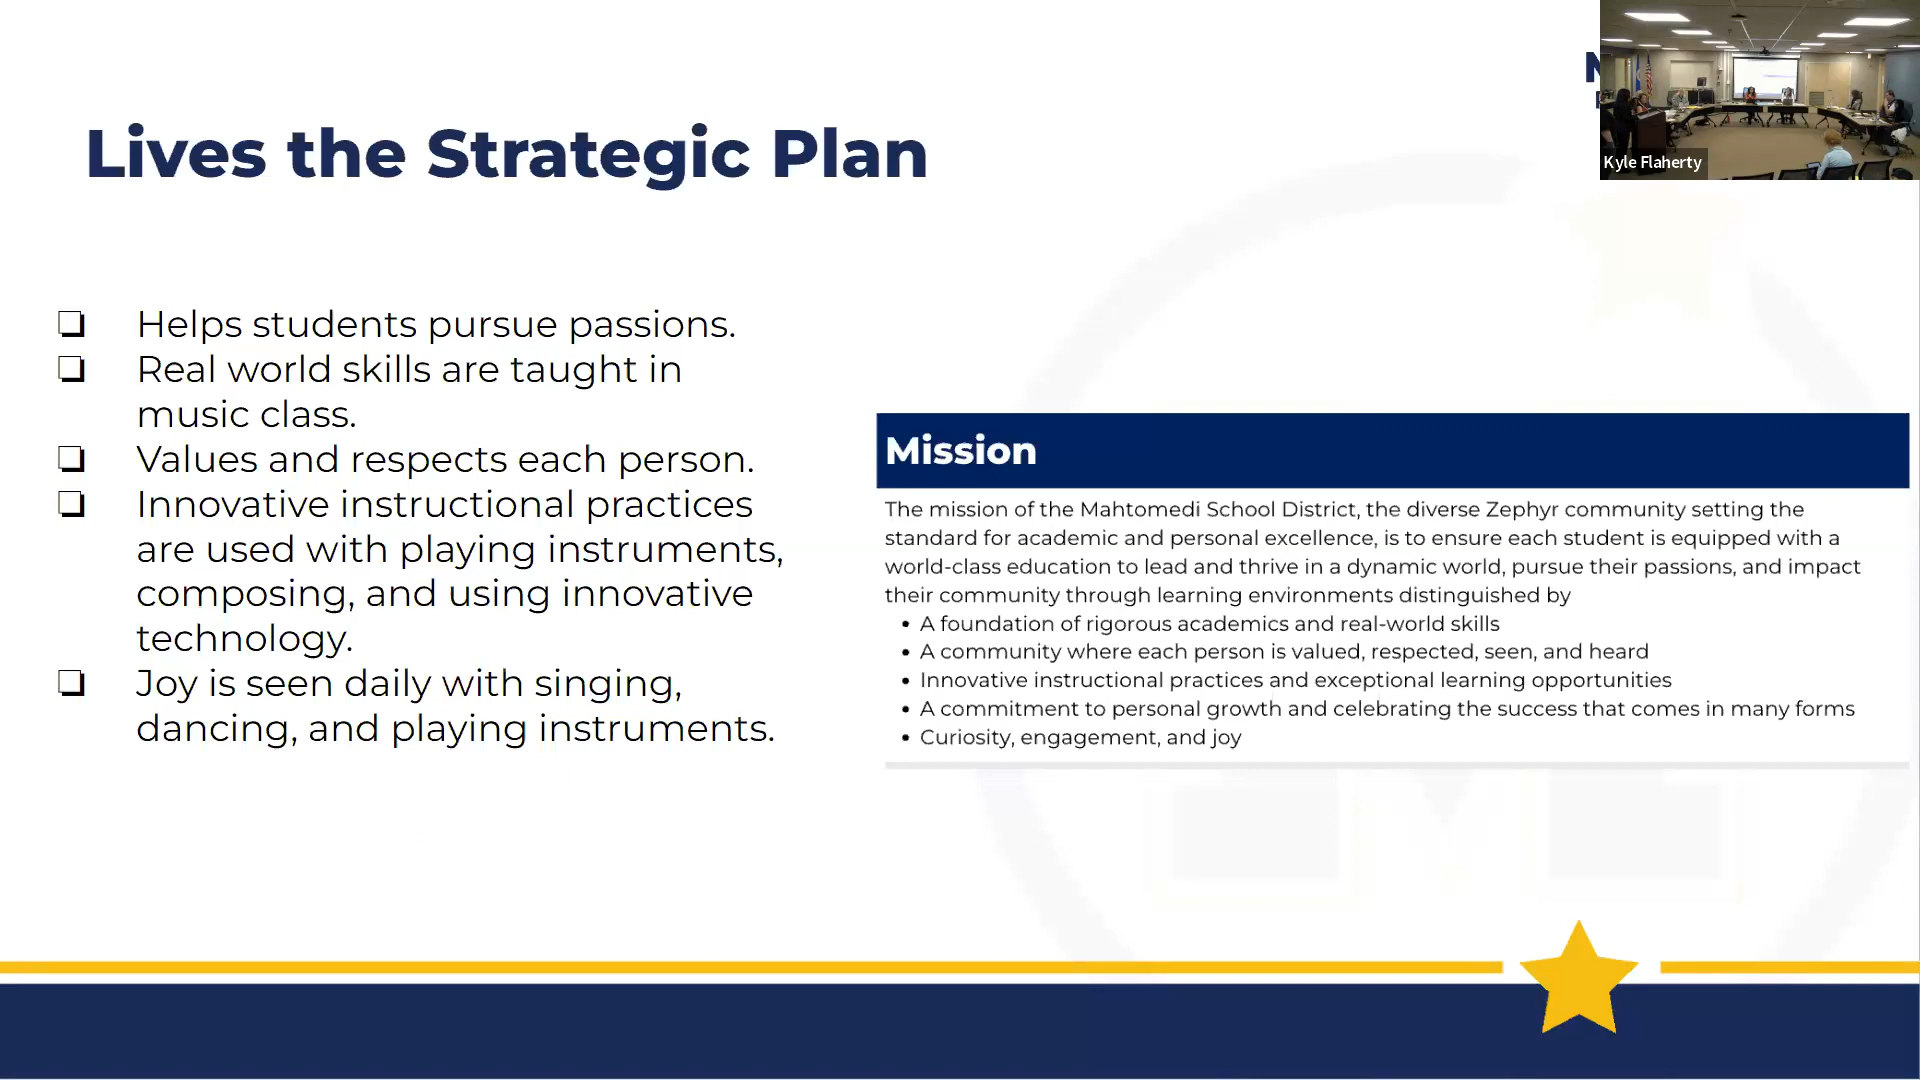 Lives the Strategic Plan
Kyle Flaherty
❏ Helps students pursue passions.
❏ Real world skills are taught in
music class.
❏ Values and respects each person.
❏ Innovative instructional practices
are used with playing instruments,
composing, and using innovative
technology.
❏ Joy is seen daily with singing,
dancing, and playing instruments.
Mission
The mission of the Mahtomedi School District, the diverse Zephyr community setting the
standard for academic and personal excellence, is to ensure each student is equipped with a
world-class education to lead and thrive in a dynamic world, pursue their passions, and impact
their community through learning environments distinguished by
• A foundation of rigorous academics and real-world skills
• A community where each person is valued, respected, seen, and heard
• Innovative instructional practices and exceptional learning opportunities
• A commitment to personal growth and celebrating the success that comes in many forms
• Curiosity, engagement, and joy